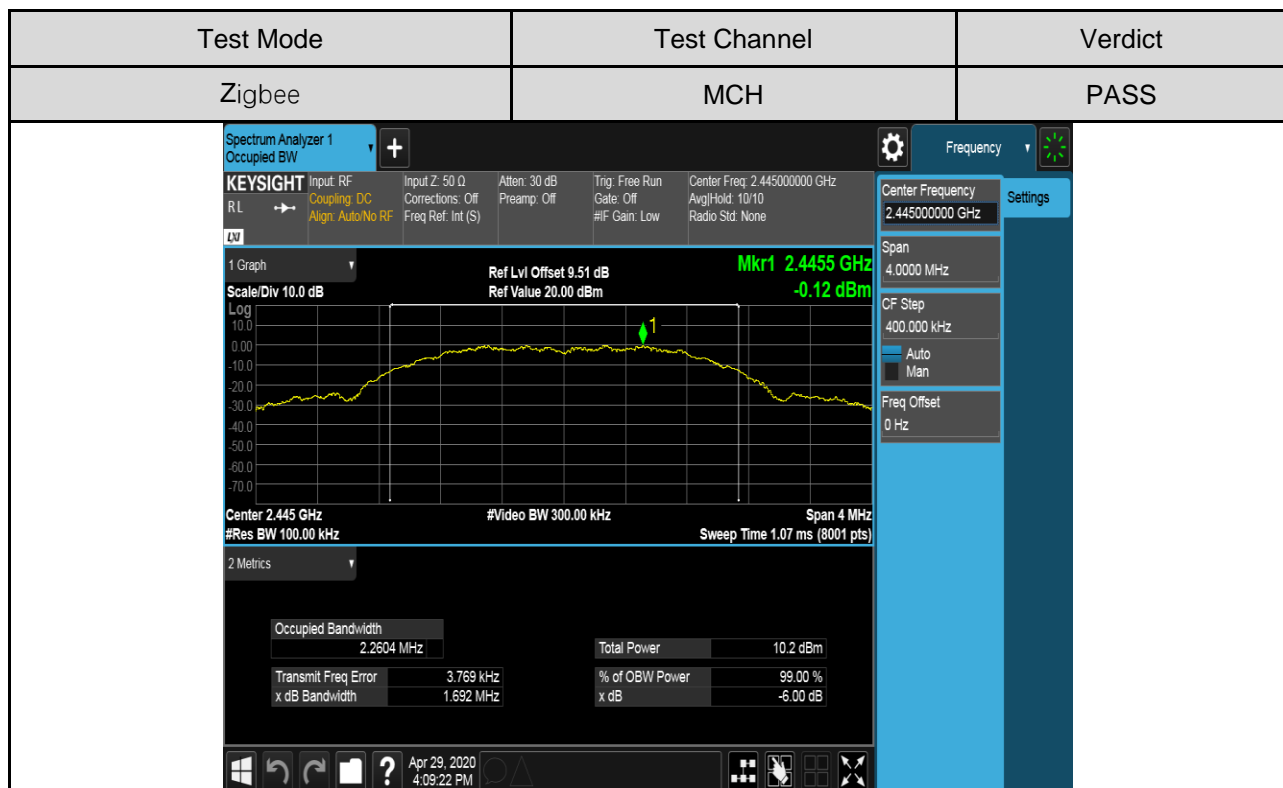 Test Mode Test Channel Verdict
Zigbee MCH PASS
Spectrum Analyzer 1
Occupied BW
+
Frequency
KEYSIGHT Input: RF Input Z: 50 Ω Atten: 30 dB Trig: Free Run Center Freq: 2.445000000 GHz
RL Coupling: DC Corrections: Off Preamp: Off Gate: Off Avg|Hold: 10/10
Align: Auto/No RF Freq Ref: Int (S) #IF Gain: Low Radio Std: None
LXI
Center Frequency
2.445000000 GHz
Settings
Span
4.0000 MHz
CF Step
400.000 kHz
Auto
Man
Freq Offset
0 Hz
1 Graph
Ref Lvl Offset 9.51 dB
Mkr1 2.4455 GHz
Scale/Div 10.0 dB Ref Value 20.00 dBm -0.12 dBm
Log
10.0
0.00
-10.0
-20.0
-30.0
-40.0
-50.0
-60.0
-70.0
1
Center 2.445 GHz #Video BW 300.00 kHz Span 4 MHz
#Res BW 100.00 kHz Sweep Time 1.07 ms (8001 pts)
2 Metrics
Occupied Bandwidth
2.2604 MHz
Total Power 10.2 dBm
Transmit Freq Error 3.769 kHz % of OBW Power 99.00 %
x dB Bandwidth 1.692 MHz x dB -6.00 dB
?
Apr 29, 2020
4:09:22 PM